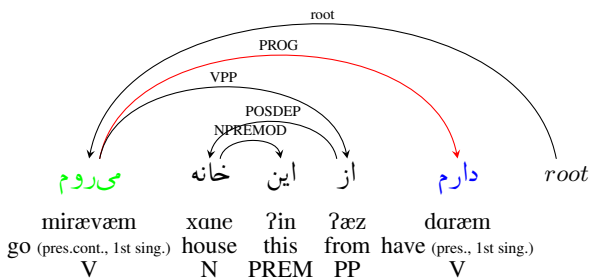 root
PROG
VPP
POSDEP
NPREMOD
می‌روم خانه این از دارم root
mirævæm xɑne ʔin ʔæz dɑræm
go (pres.cont., 1st sing.) house this from have (pres., 1st sing.)
V N PREM PP V